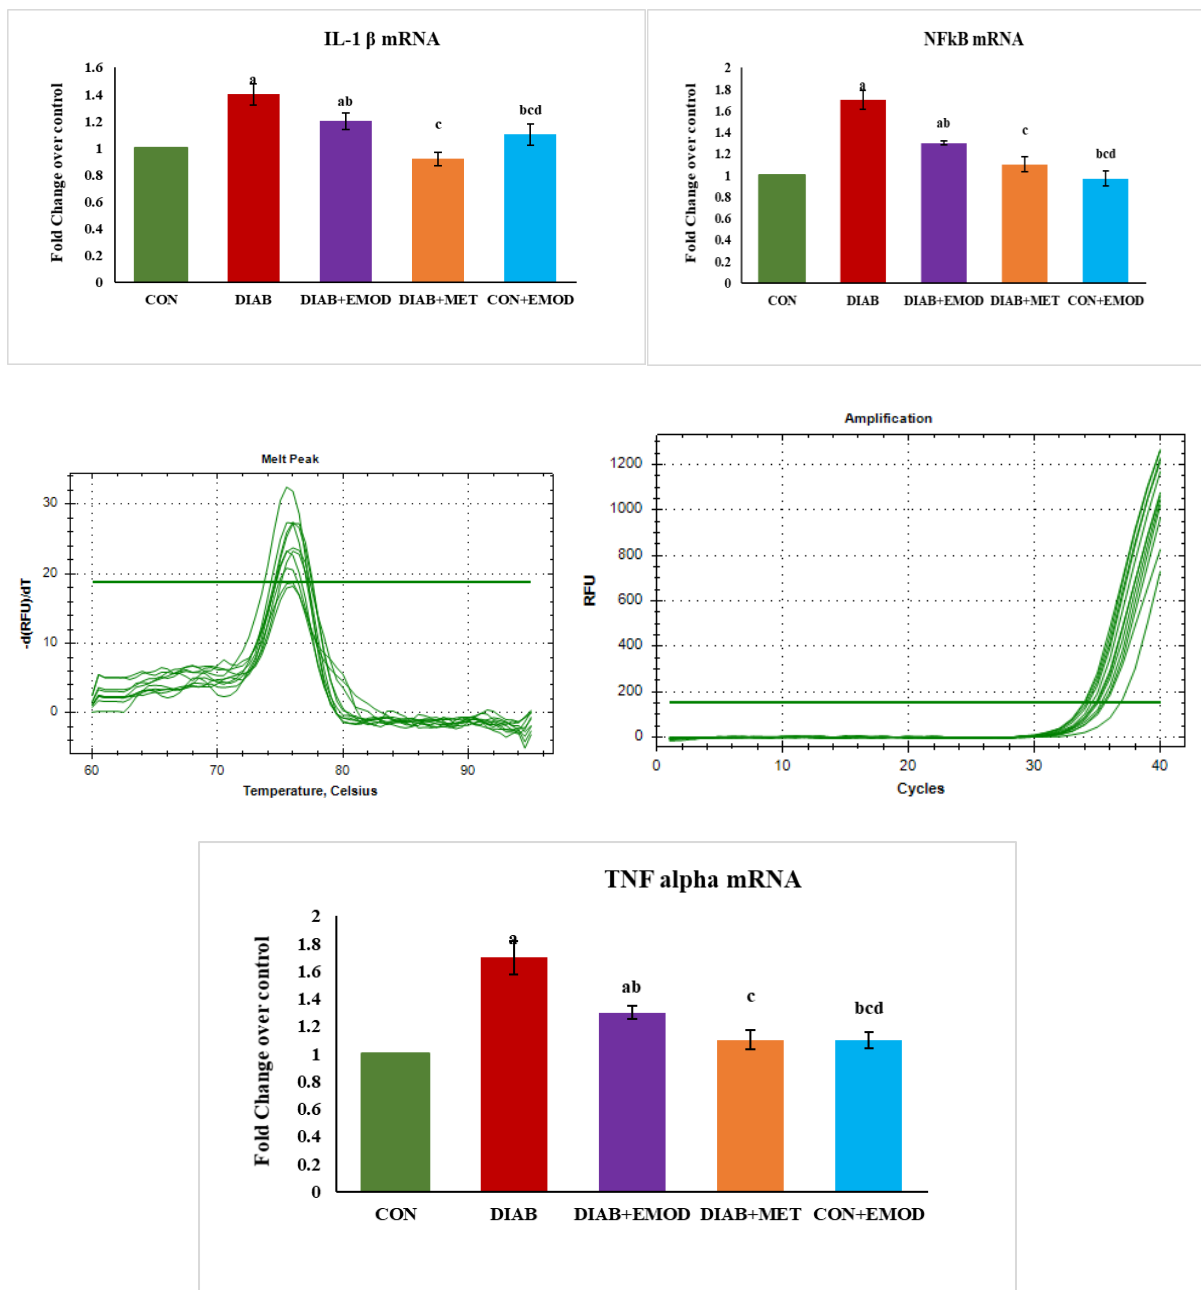 IL-1 β mRNA
Fold Change over control
1.6
1.4
1.2
1
0.8
0.6
0.4
0.2
0
a
ab
c
bcd
CON DIAB DIAB+EMOD DIAB+MET CON+EMOD
NFkB mRNA
Fold Change over control
2
1.8
1.6
1.4
1.2
1
0.8
0.6
0.4
0.2
0
a
ab
c
bcd
CON DIAB DIAB+EMOD DIAB+MET CON+EMOD
Melt Peak
-d(RFU)/dT
30
20
10
0
60 70 80 90
Temperature, Celsius
Amplification
RFU
1200
1000
800
600
400
200
0
0 10 20 30 40
Cycles
TNF alpha mRNA
Fold Change over control
2
1.8
1.6
1.4
1.2
1
0.8
0.6
0.4
0.2
0
a
ab
c
bcd
CON DIAB DIAB+EMOD DIAB+MET CON+EMOD